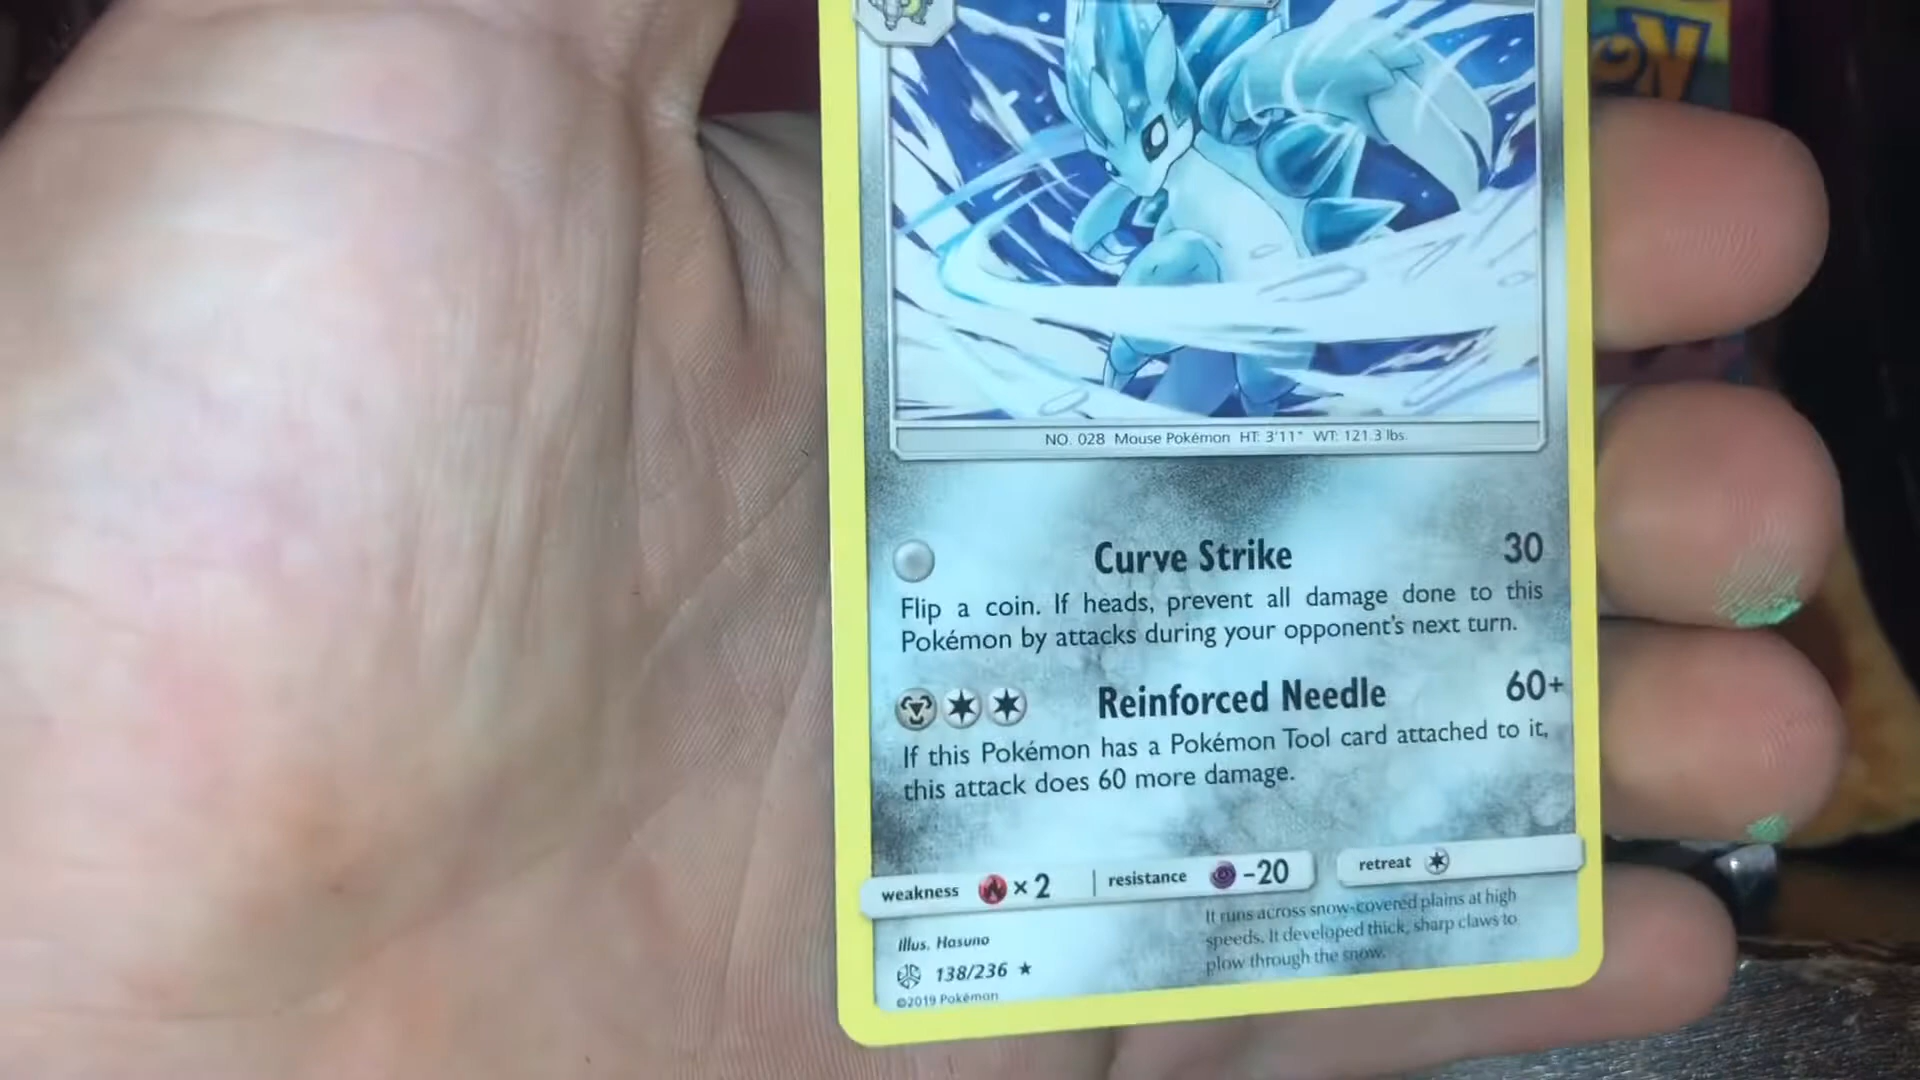 NO. 028 Mouse Pokémon HT: 3'11" WT: 121.3 lbs.
Curve Strike 30
Flip a coin. If heads, prevent all damage done to this
Pokémon by attacks during your opponent's next turn.
Reinforced Needle 60+
If this Pokémon has a Pokémon Tool card attached to it,
this attack does 60 more damage.
weakness ×2 resistance -20 retreat
It runs across snow-covered plains at high
speeds. It developed thick, sharp claws to
plow through the snow.
Illus. Hasuno
138/236 ★
©2019 Pokémon